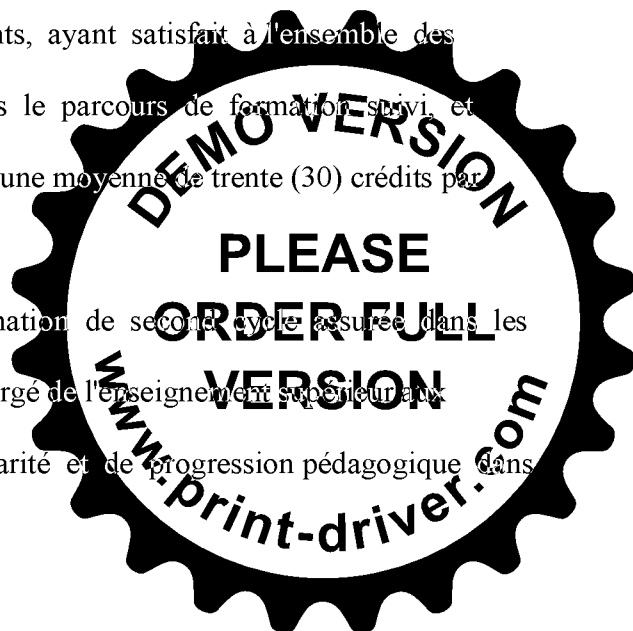 nts, ayant satisfait à l'ensemble des
s le parcours de formation suivi, et
une moyenne de trente (30) crédits par
mation de second cycle assurée dans les
rgé de l'enseignement supérieur aux
arité et de progression pédagogique dans
DEMO VERSION
PLEASE
ORDER FULL
VERSION
www.print-driver.com